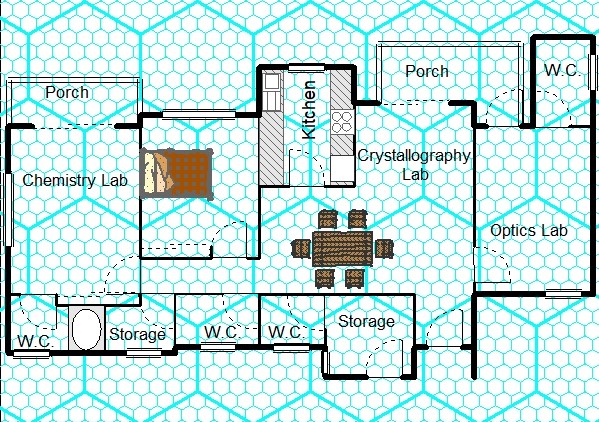 Porch
W.C.
Porch
Kitchen
Chemistry Lab
Crystallography
Lab
Optics Lab
Storage
W.C.
Storage
W.C.
W.C.